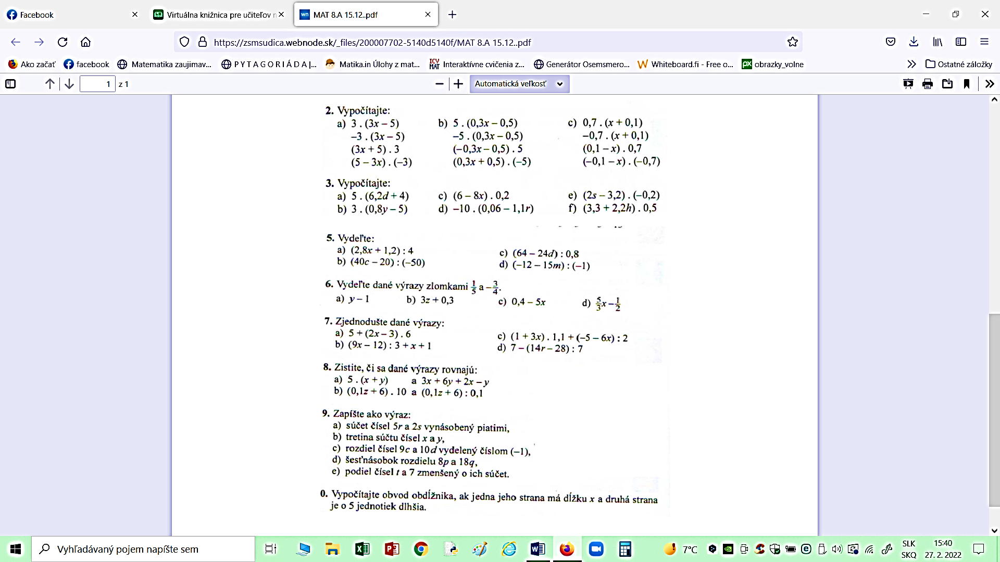 Facebook
Virtuálna knižnica pre učiteľov n
MAT 8.A 15.12..pdf
https://zsmsudica.webnode.sk/_files/200007702-5140d5140f/MAT 8.A 15.12..pdf
Ako začať facebook Matematika zaujimav... P Y T A G O R I Á D A |... Matika.in Úlohy z mat... Interaktívne cvičenia z... Generátor Osemsmero... Whiteboard.fi - Free o... obrazky_volne Ostatné záložky
1 z 1 Automatická veľkosť
2. Vypočítajte:
a) 3 . (3x – 5) b) 5 . (0,3x – 0,5) c) 0,7 . (x + 0,1)
–3 . (3x – 5) –5 . (0,3x – 0,5) –0,7 . (x + 0,1)
(3x + 5) . 3 (–0,3x – 0,5) . 5 (0,1 – x) . 0,7
(5 – 3x) . (–3) (0,3x + 0,5) . (–5) (–0,1 – x) . (–0,7)
3. Vypočítajte:
a) 5 . (6,2d + 4) c) (6 – 8x) . 0,2 e) (2s – 3,2) . (–0,2)
b) 3 . (0,8y – 5) d) –10 . (0,06 – 1,1r) f) (3,3 + 2,2h) . 0,5
5. Vydeľte:
a) (2,8x + 1,2) : 4 c) (64 – 24d) : 0,8
b) (40c – 20) : (–50) d) (–12 – 15m) : (–1)
6. Vydeľte dané výrazy zlomkami 1/5 a –3/4.
a) y – 1 b) 3z + 0,3 c) 0,4 – 5x d) 5/3x – 1/2
7. Zjednodušte dané výrazy:
a) 5 + (2x – 3) . 6 c) (1 + 3x) . 1,1 + (–5 – 6x) : 2
b) (9x – 12) : 3 + x + 1 d) 7 – (14r – 28) : 7
8. Zistite, či sa dané výrazy rovnajú:
a) 5 . (x + y) a 3x + 6y + 2x – y
b) (0,1z + 6) . 10 a (0,1z + 6) : 0,1
9. Zapíšte ako výraz:
a) súčet čísel 5r a 2s vynásobený piatimi,
b) tretina súčtu čísel x a y,
c) rozdiel čísel 9c a 10d vydelený číslom (–1),
d) šesťnásobok rozdielu 8p a 18q,
e) podiel čísel t a 7 zmenšený o ich súčet.
0. Vypočítajte obvod obdĺžnika, ak jedna jeho strana má dĺžku x a druhá strana
je o 5 jednotiek dlhšia.
Vyhľadávaný pojem napíšte sem
7°C
SLK
SKQ
15:40
27. 2. 2022